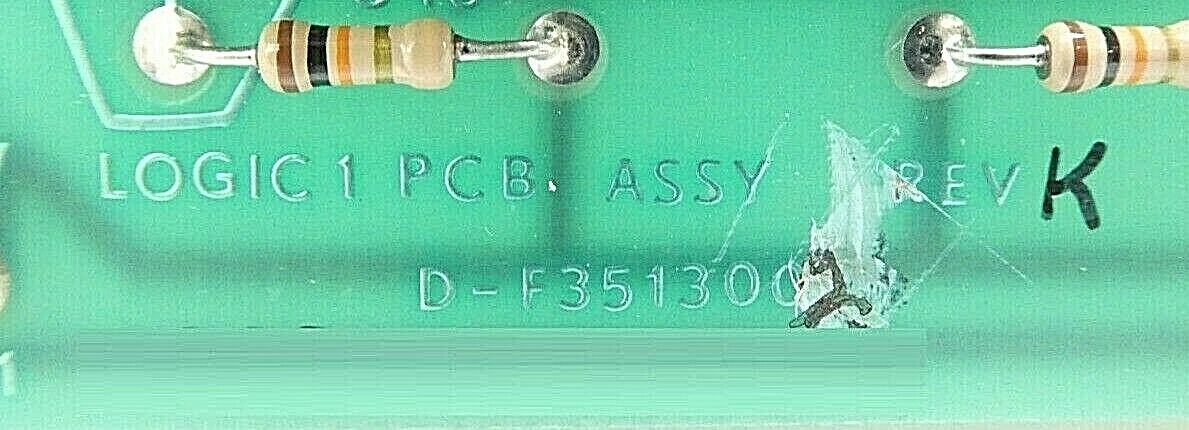 LOGIC 1 PCB. ASSY REV K
D-F351300